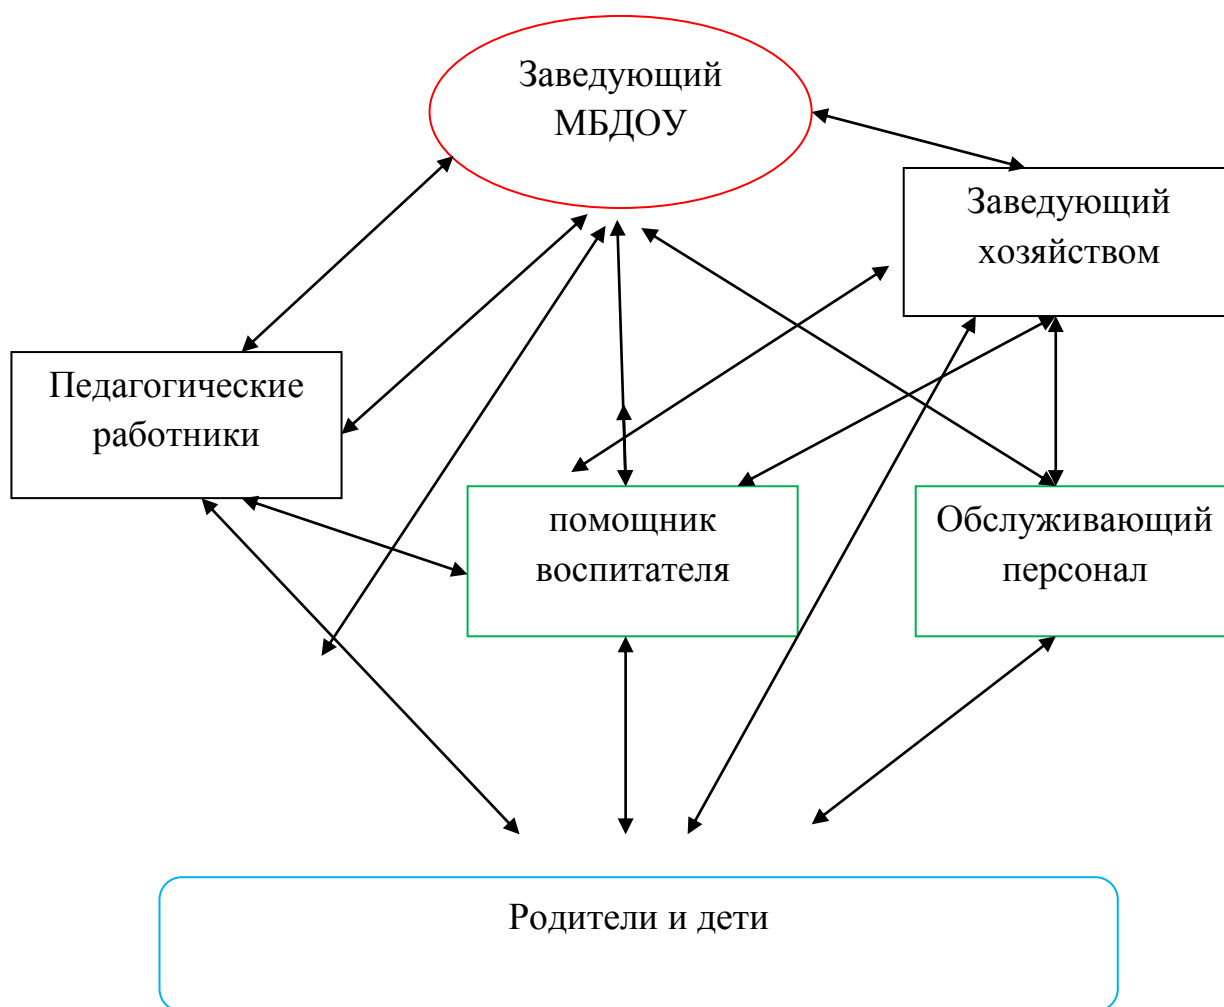 Заведующий
МБДОУ
Заведующий
хозяйством
Педагогические
работники
помощник
воспитателя
Обслуживающий
персонал
Родители и дети